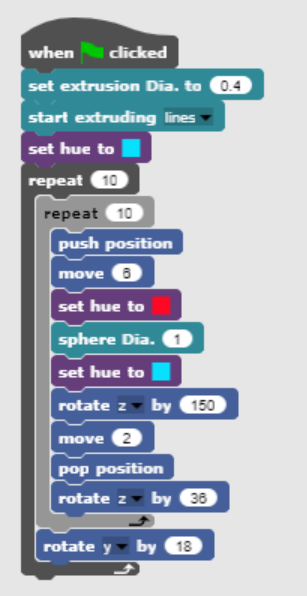 when clicked
set extrusion Dia. to 0.4
start extruding lines
set hue to
repeat 10
repeat 10
push position
move 6
set hue to
sphere Dia. 1
set hue to
rotate z by 150
move 2
pop position
rotate z by 36
rotate y by 18